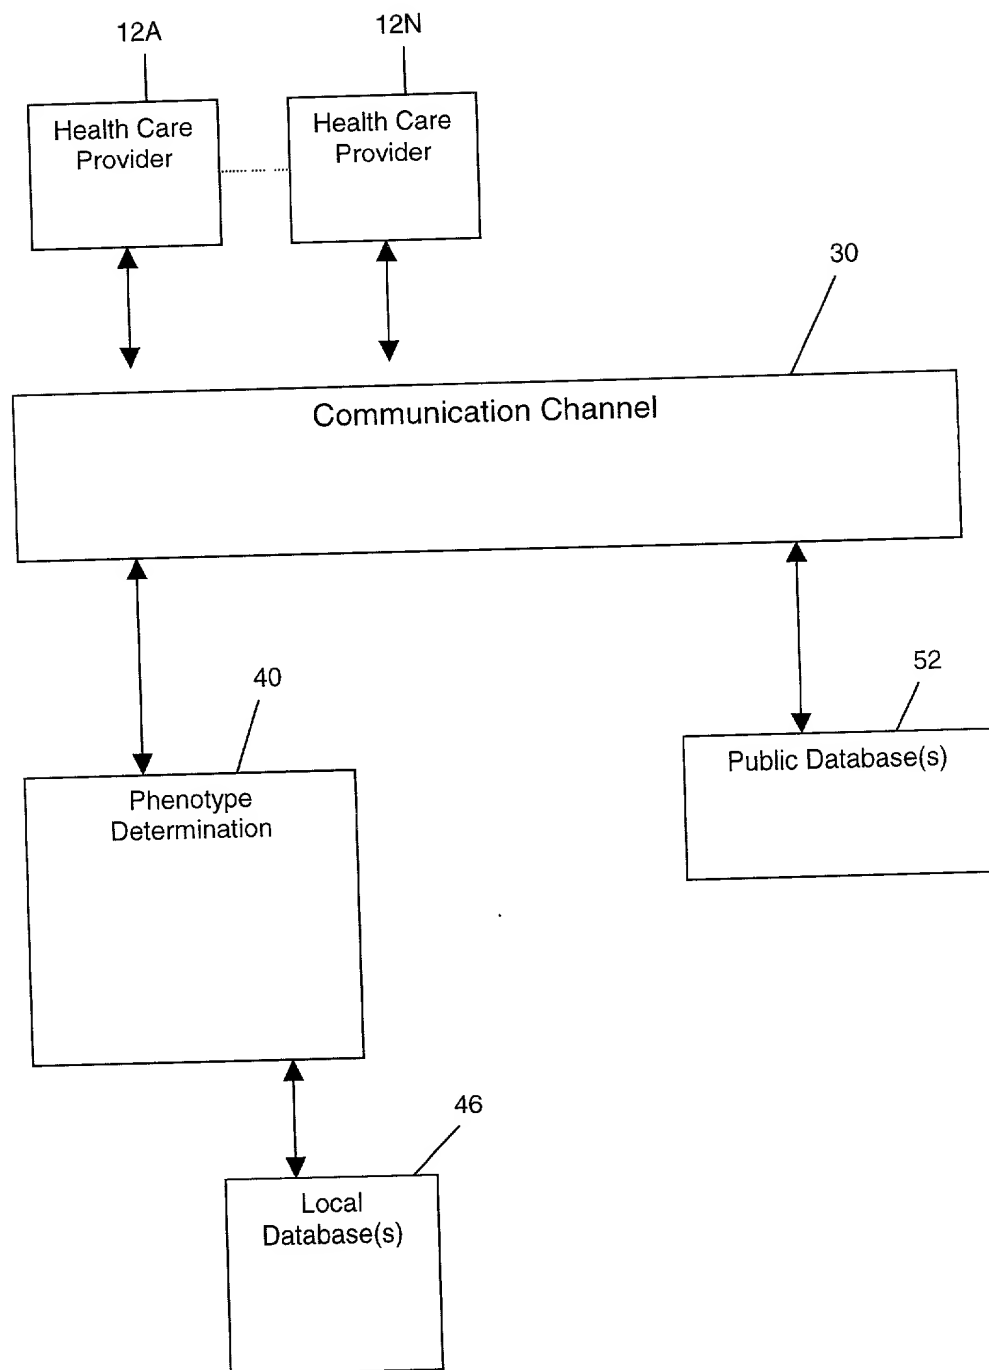 12A
12N
Health Care
Provider
Health Care
Provider
30
Communication Channel
40
52
Phenotype
Determination
Public Database(s)
46
Local
Database(s)